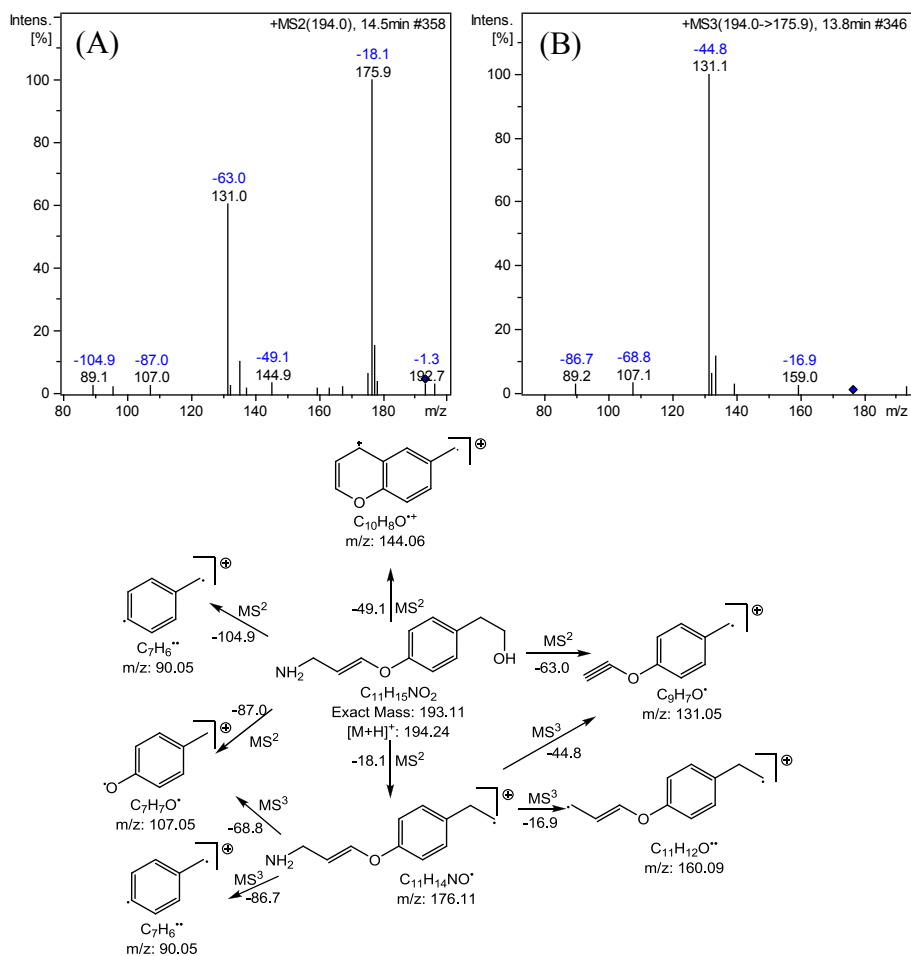 Intens.
[%]
+MS2(194.0), 14.5min #358
(A)
100
80
60
40
20
0
-18.1
175.9
-63.0
131.0
-104.9
89.1
-87.0
107.0
-49.1
144.9
-1.3
192.7
80
100
120
140
160
180
m/z
Intens.
[%]
+MS3(194.0->175.9), 13.8min #346
(B)
100
80
60
40
20
0
-44.8
131.1
-86.7
89.2
-68.8
107.1
-16.9
159.0
80
100
120
140
160
180
m/z
O
C₁₀H₈O•+
m/z: 144.06
-49.1 MS²
C₇H₆••
m/z: 90.05
MS²
-104.9
NH₂
O
OH
C₁₁H₁₅NO₂
Exact Mass: 193.11
[M+H]⁺: 194.24
MS²
-63.0
O
C₉H₇O•
m/z: 131.05
-87.0
MS²
•O
C₇H₇O•
m/z: 107.05
-18.1 MS²
MS³
-44.8
MS³
-68.8
MS³
-16.9
O
C₁₁H₁₂O••
m/z: 160.09
NH₂
O
C₁₁H₁₄NO•
m/z: 176.11
MS³
-86.7
C₇H₆••
m/z: 90.05